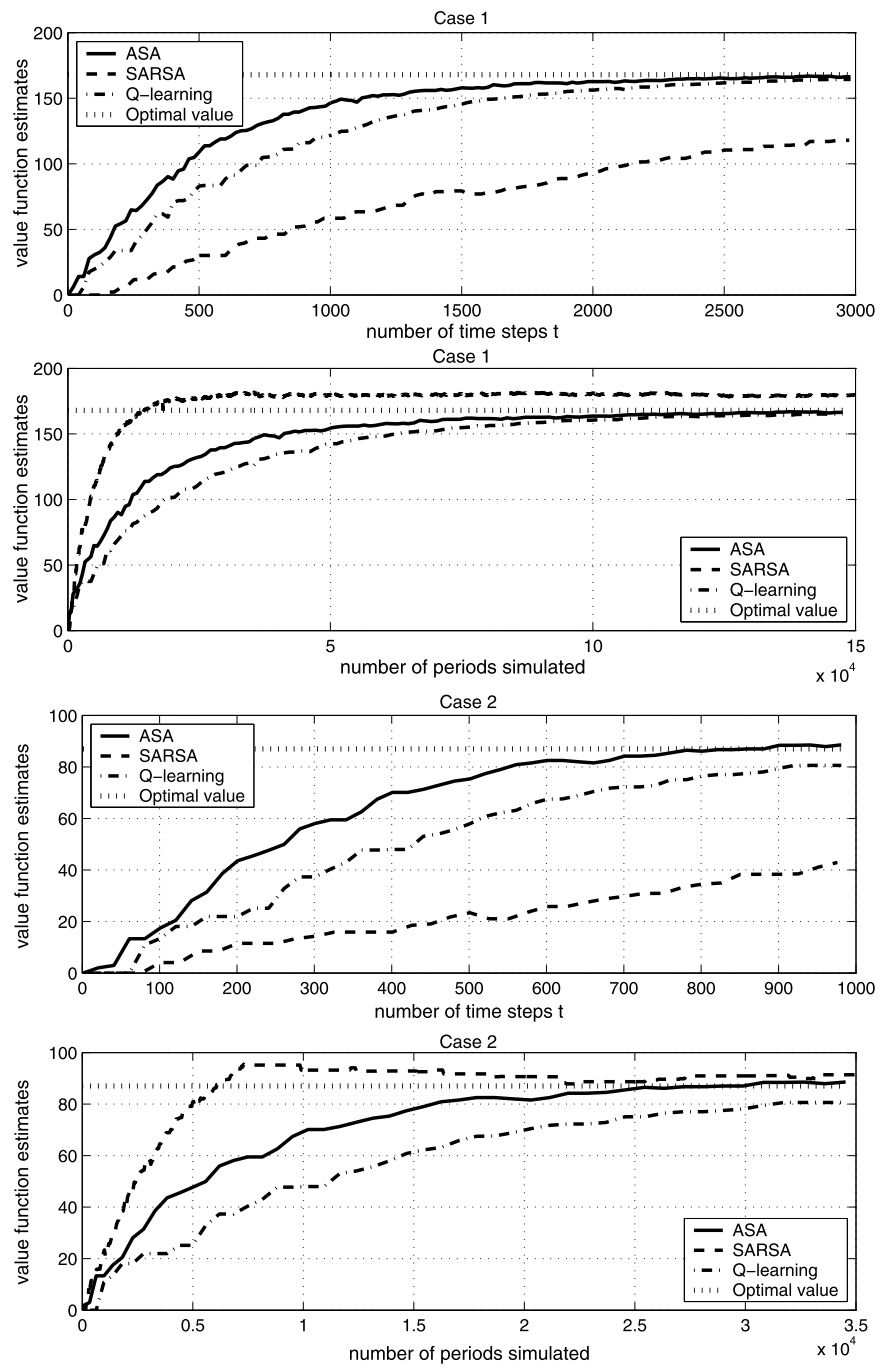 Case 1
value function estimates
200
150
100
50
0
ASA
SARSA
Q−learning
Optimal value
0 500 1000 1500 2000 2500 3000
number of time steps t
Case 1
value function estimates
200
150
100
50
0
ASA
SARSA
Q−learning
Optimal value
0 5 10 15
number of periods simulated
x 10^4
Case 2
value function estimates
100
80
60
40
20
0
ASA
SARSA
Q−learning
Optimal value
0 100 200 300 400 500 600 700 800 900 1000
number of time steps t
Case 2
value function estimates
100
80
60
40
20
0
ASA
SARSA
Q−learning
Optimal value
0 0.5 1 1.5 2 2.5 3 3.5
number of periods simulated
x 10^4